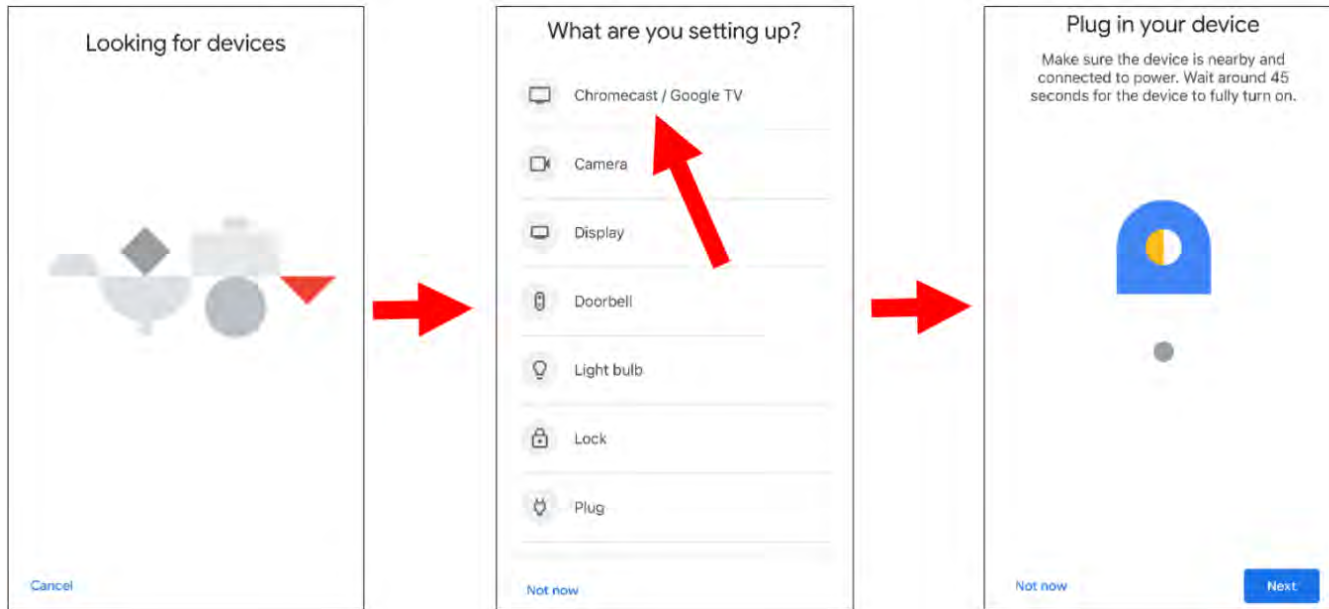 Looking for devices
Cancel
What are you setting up?
Chromecast / Google TV
Camera
Display
Doorbell
Light bulb
Lock
Plug
Not now
Plug in your device
Make sure the device is nearby and
connected to power. Wait around 45
seconds for the device to fully turn on.
Not now
Next